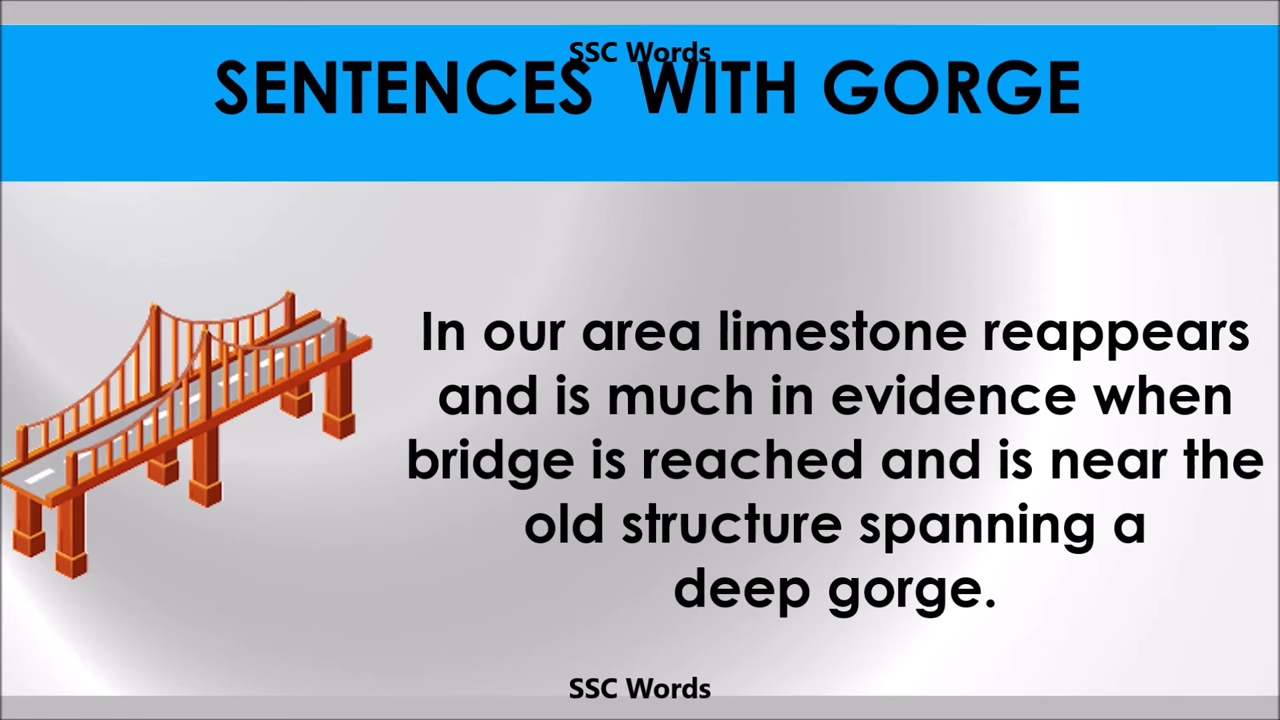 SSC Words
SENTENCES WITH GORGE
In our area limestone reappears
and is much in evidence when
bridge is reached and is near the
old structure spanning a
deep gorge.
SSC Words